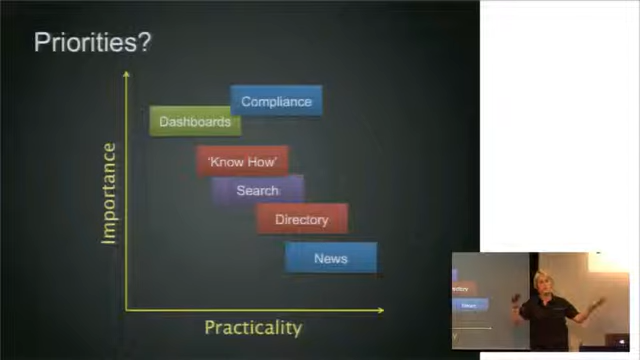 Priorities?
Compliance
Dashboards
'Know How'
Search
Directory
News
Importance
Practicality